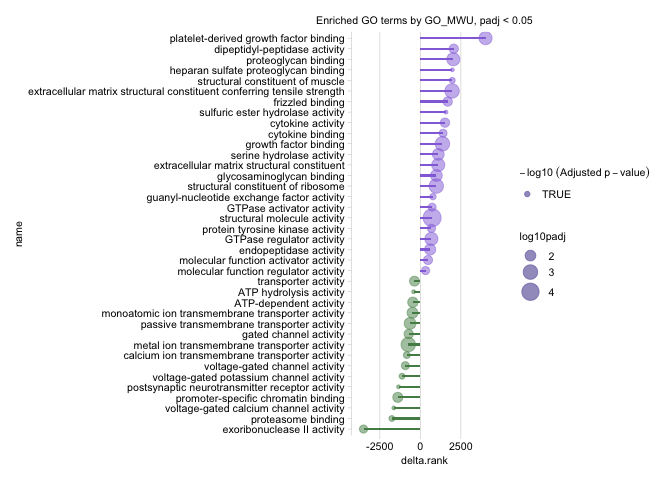 Enriched GO terms by GO_MWU, padj < 0.05
platelet-derived growth factor binding
dipeptidyl-peptidase activity
proteoglycan binding
heparan sulfate proteoglycan binding
structural constituent of muscle
extracellular matrix structural constituent conferring tensile strength
frizzled binding
sulfuric ester hydrolase activity
cytokine activity
cytokine binding
growth factor binding
serine hydrolase activity
extracellular matrix structural constituent
glycosaminoglycan binding
structural constituent of ribosome
guanyl-nucleotide exchange factor activity
GTPase activator activity
structural molecule activity
protein tyrosine kinase activity
GTPase regulator activity
endopeptidase activity
molecular function activator activity
molecular function regulator activity
transporter activity
ATP hydrolysis activity
ATP-dependent activity
monoatomic ion transmembrane transporter activity
passive transmembrane transporter activity
gated channel activity
metal ion transmembrane transporter activity
calcium ion transmembrane transporter activity
voltage-gated channel activity
voltage-gated potassium channel activity
postsynaptic neurotransmitter receptor activity
promoter-specific chromatin binding
voltage-gated calcium channel activity
proteasome binding
exoribonuclease II activity
name
-2500 0 2500
delta.rank
−log10 (Adjusted p−value)
TRUE
log10padj
2
3
4